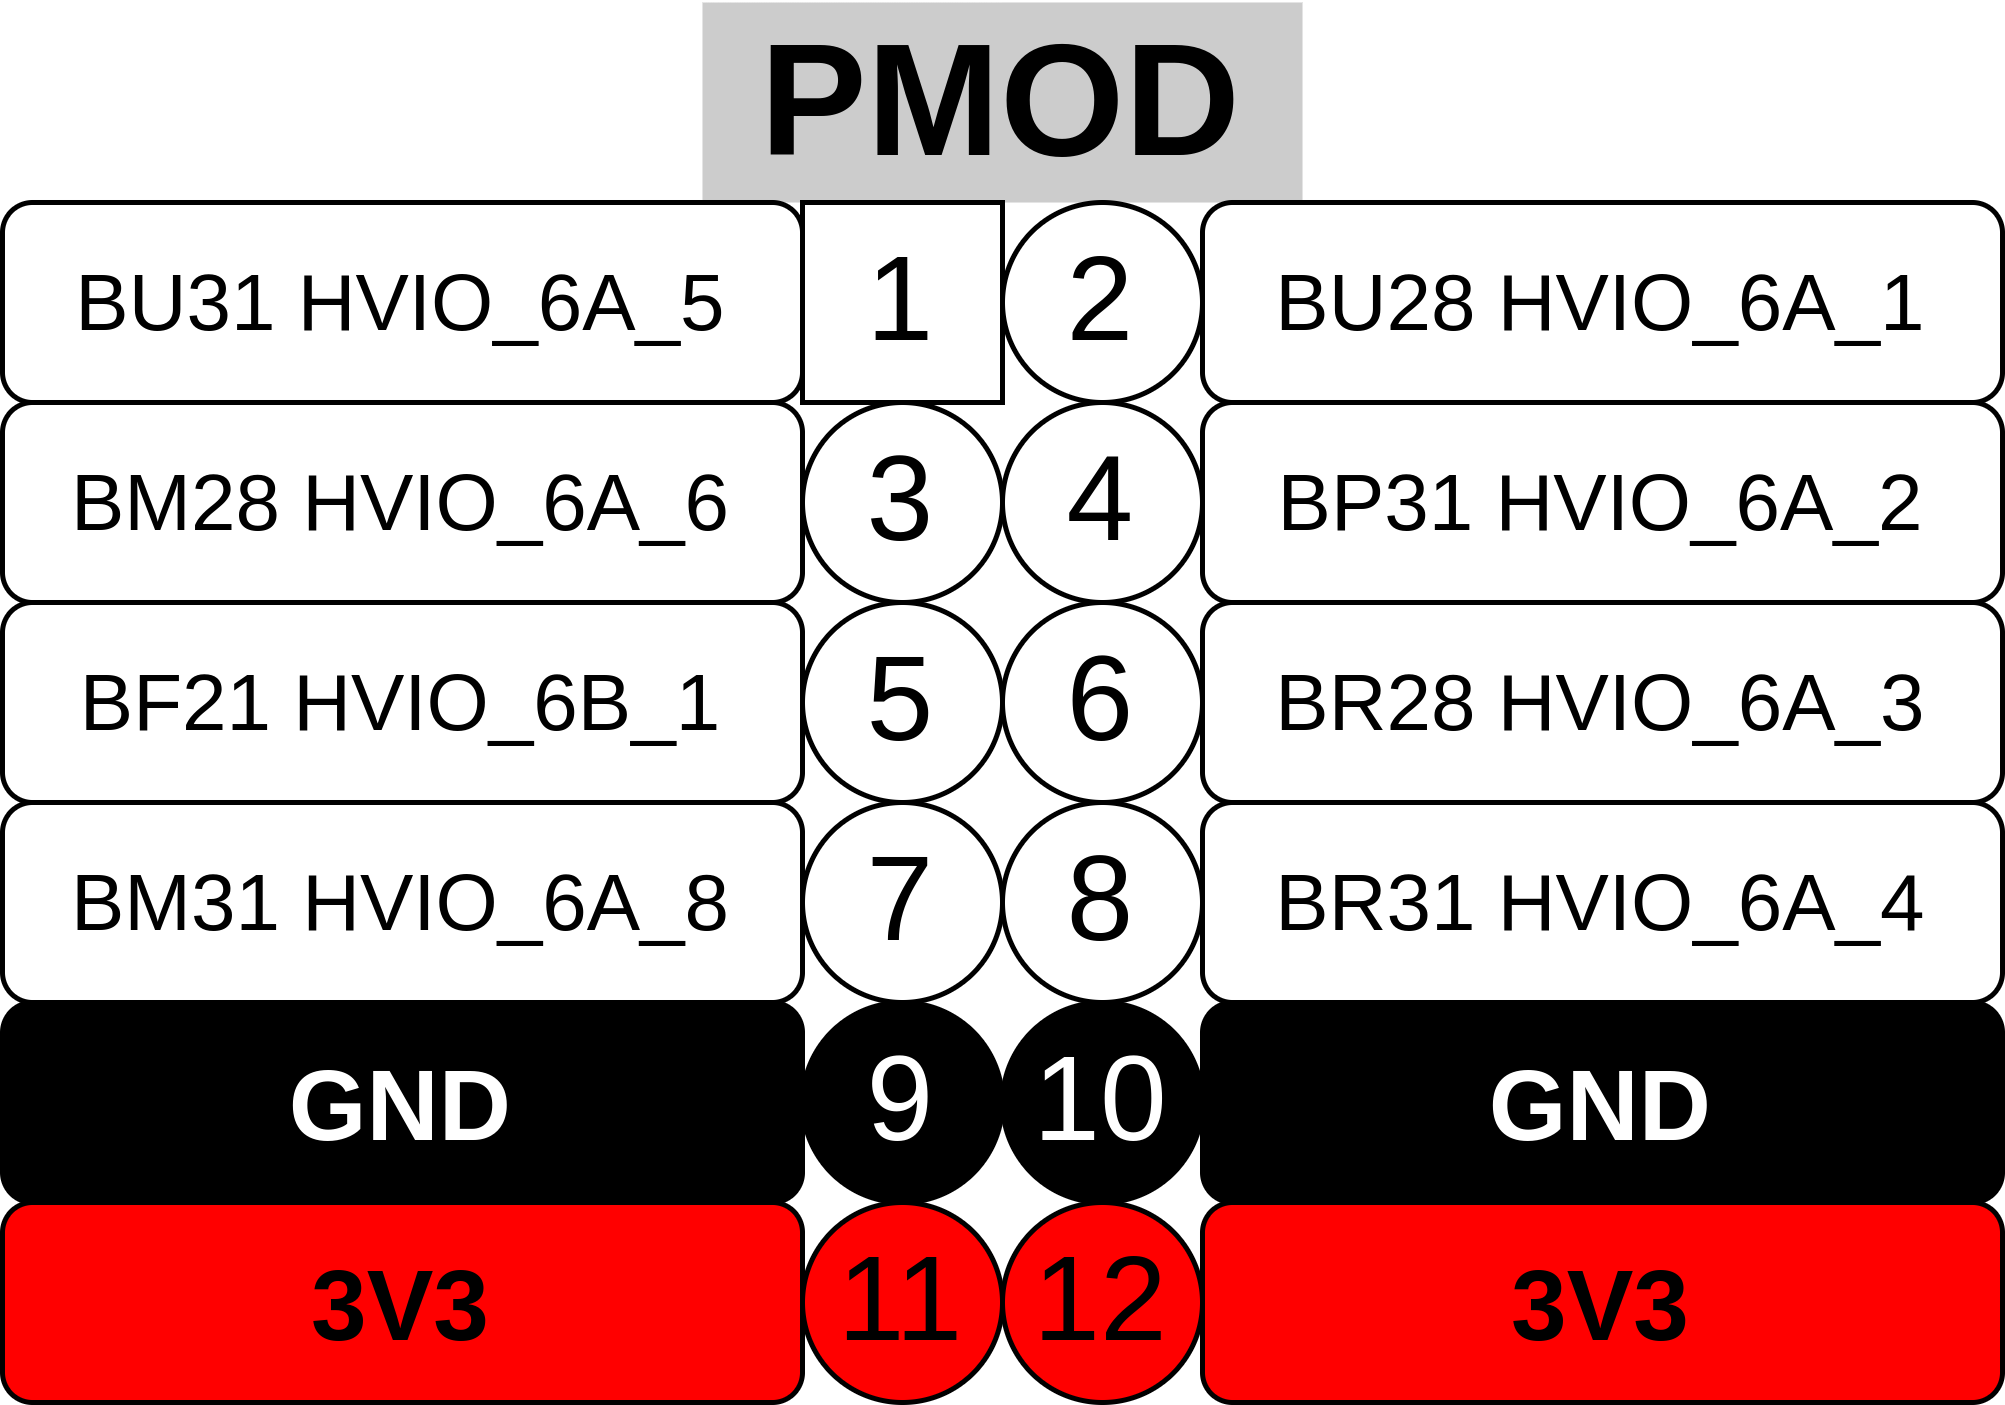 PMOD
BU31 HVIO_6A_5 1 2 BU28 HVIO_6A_1
BM28 HVIO_6A_6 3 4 BP31 HVIO_6A_2
BF21 HVIO_6B_1 5 6 BR28 HVIO_6A_3
BM31 HVIO_6A_8 7 8 BR31 HVIO_6A_4
GND 9 10 GND
3V3 11 12 3V3